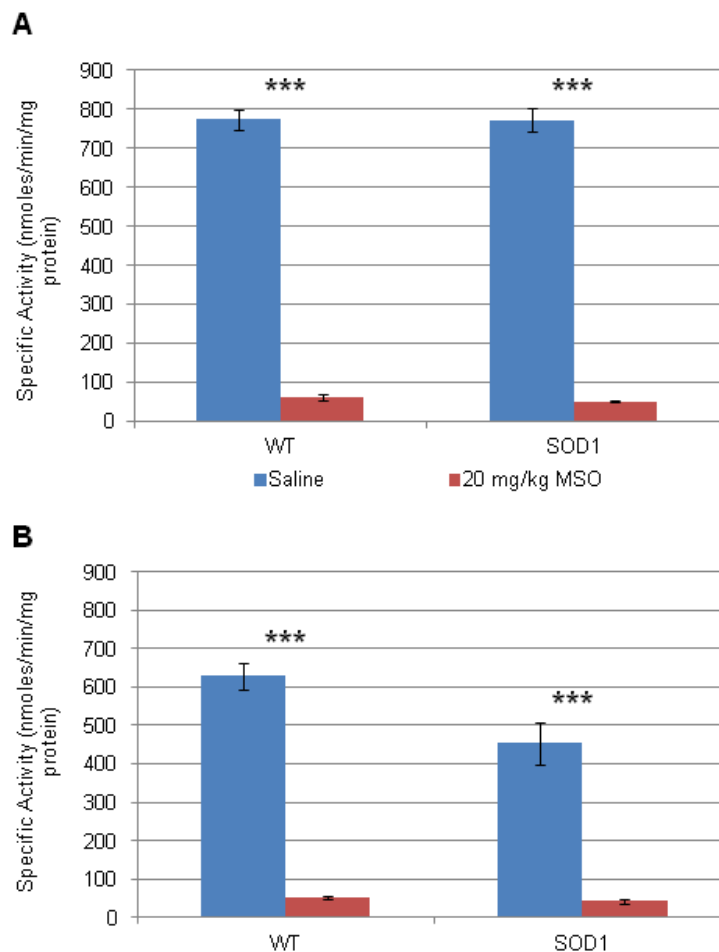 A
900
800
700
600
500
400
300
200
100
0
Specific Activity (nmoles/min/mg
protein)
***
***
WT
SOD1
Saline
20 mg/kg MSO
B
900
800
700
600
500
400
300
200
100
0
Specific Activity (nmoles/min/mg
protein)
***
***
WT
SOD1